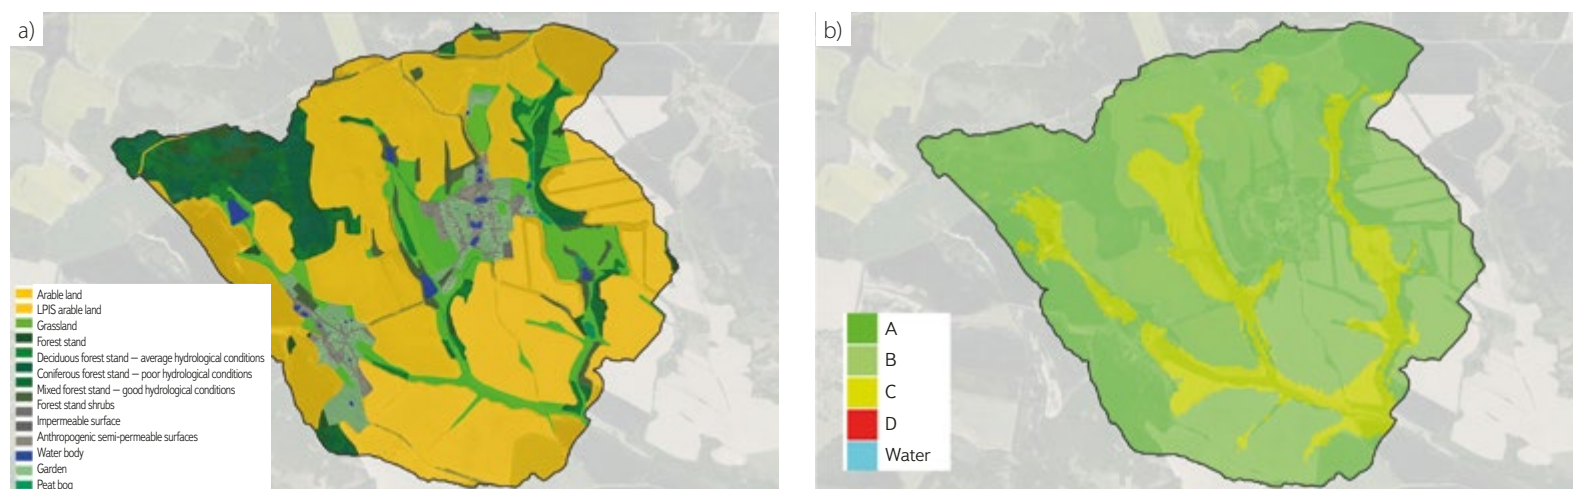 a)
Arable land
LPIS arable land
Grassland
Forest stand
Deciduous forest stand – average hydrological conditions
Coniferous forest stand – poor hydrological conditions
Mixed forest stand – good hydrological conditions
Forest stand shrubs
Impermeable surface
Anthropogenic semi-permeable surfaces
Water body
Garden
Peat bog
b)
A
B
C
D
Water